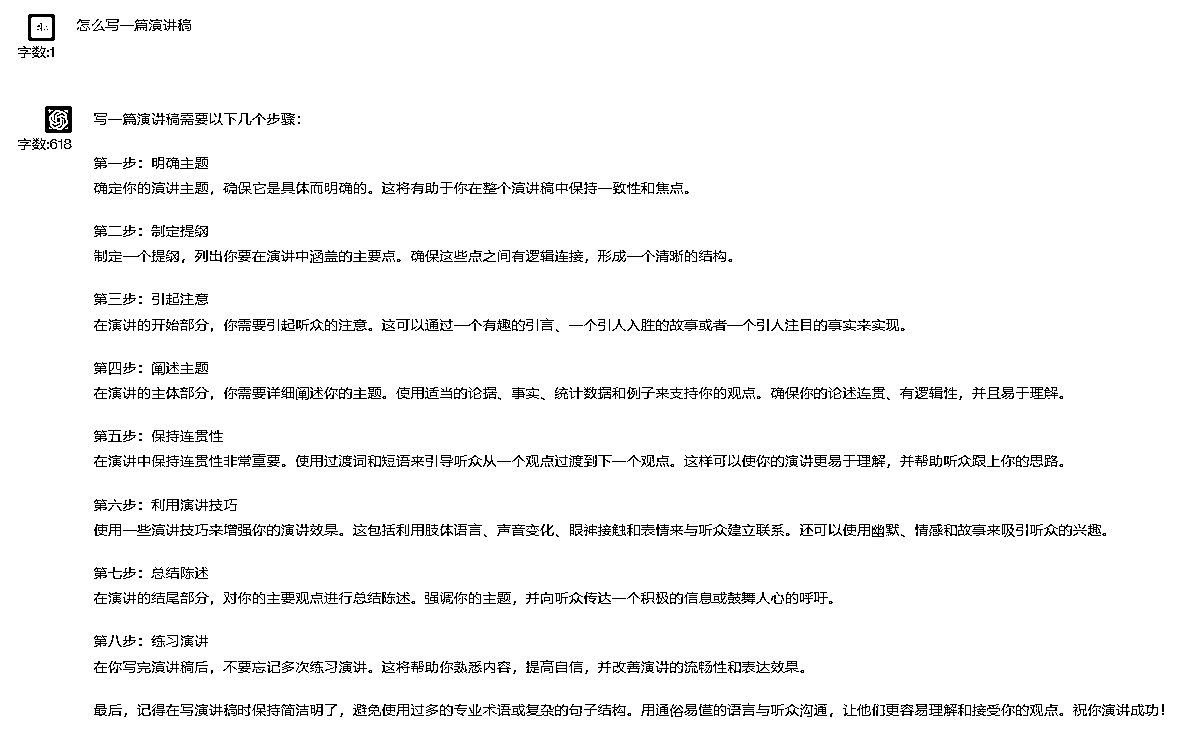 怎么写一篇演讲稿
字数:1
写一篇演讲稿需要以下几个步骤：
字数:618
第一步：明确主题
确定你的演讲主题，确保它是具体而明确的。这将有助于你在整个演讲稿中保持一致性和焦点。
第二步：制定提纲
制定一个提纲，列出你要在演讲中涵盖的主要点。确保这些点之间有逻辑连接，形成一个清晰的结构。
第三步：引起注意
在演讲的开始部分，你需要引起听众的注意。这可以通过一个有趣的引言、一个引人入胜的故事或者一个引人注目的事实来实现。
第四步：阐述主题
在演讲的主体部分，你需要详细阐述你的主题。使用适当的论据、事实、统计数据和例子来支持你的观点。确保你的论述连贯、有逻辑性，并且易于理解。
第五步：保持连贯性
在演讲中保持连贯性非常重要。使用过渡词和短语来引导听众从一个观点过渡到下一个观点。这样可以使你的演讲更易于理解，并帮助听众跟上你的思路。
第六步：利用演讲技巧
使用一些演讲技巧来增强你的演讲效果。这包括利用肢体语言、声音变化、眼神接触和表情来与听众建立联系。还可以使用幽默、情感和故事来吸引听众的兴趣。
第七步：总结陈述
在演讲的结尾部分，对你的主要观点进行总结陈述。强调你的主题，并向听众传达一个积极的信息或鼓舞人心的呼吁。
第八步：练习演讲
在你写完演讲稿后，不要忘记多次练习演讲。这将帮助你熟悉内容，提高自信，并改善演讲的流畅性和表达效果。
最后，记得在写演讲稿时保持简洁明了，避免使用过多的专业术语或复杂的句子结构。用通俗易懂的语言与听众沟通，让他们更容易理解和接受你的观点。祝你演讲成功！